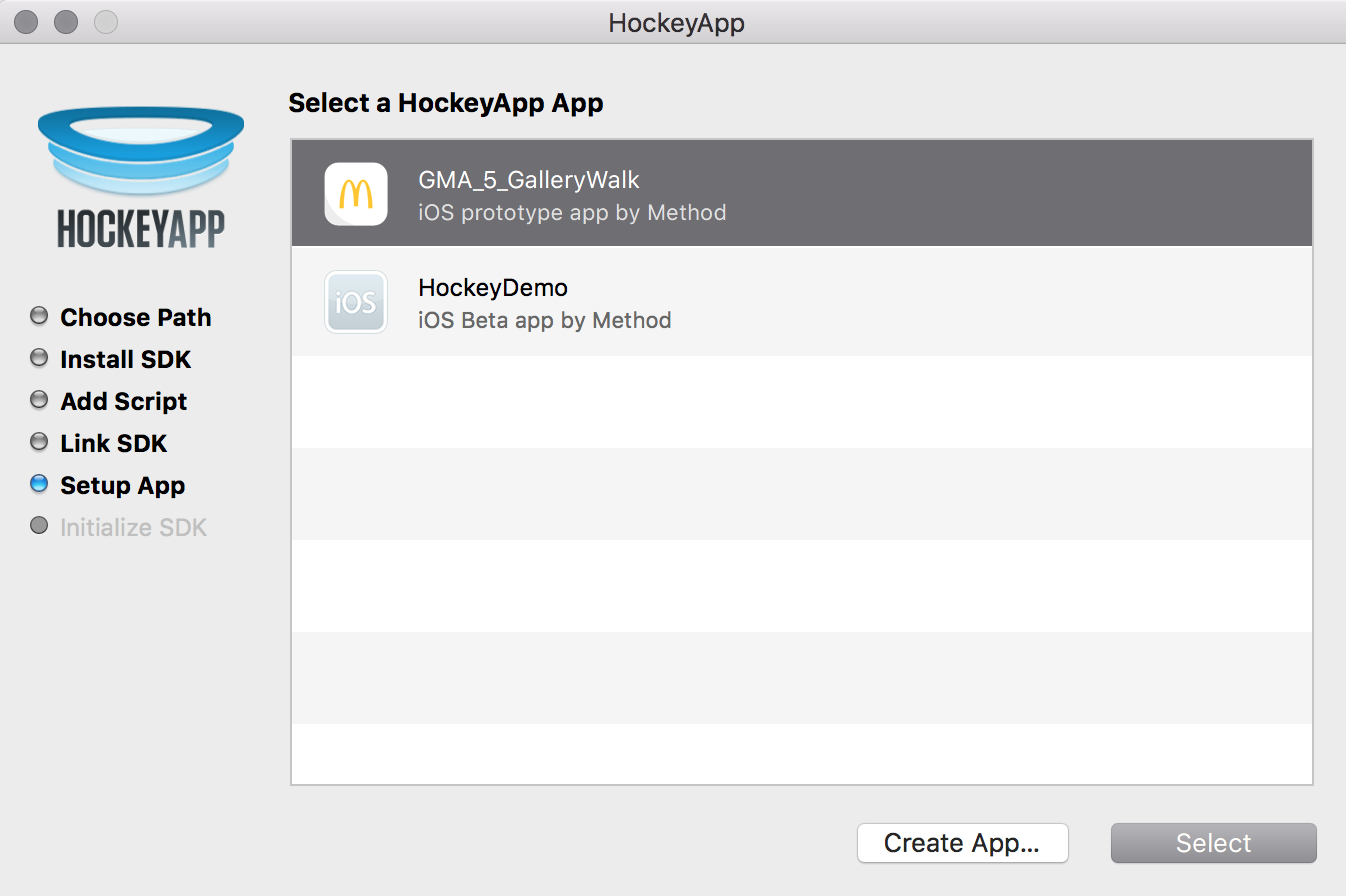 HockeyApp
HOCKEYAPP
Choose Path
Install SDK
Add Script
Link SDK
Setup App
Initialize SDK
Select a HockeyApp App
GMA_5_GalleryWalk
iOS prototype app by Method
iOS
HockeyDemo
iOS Beta app by Method
Create App...
Select